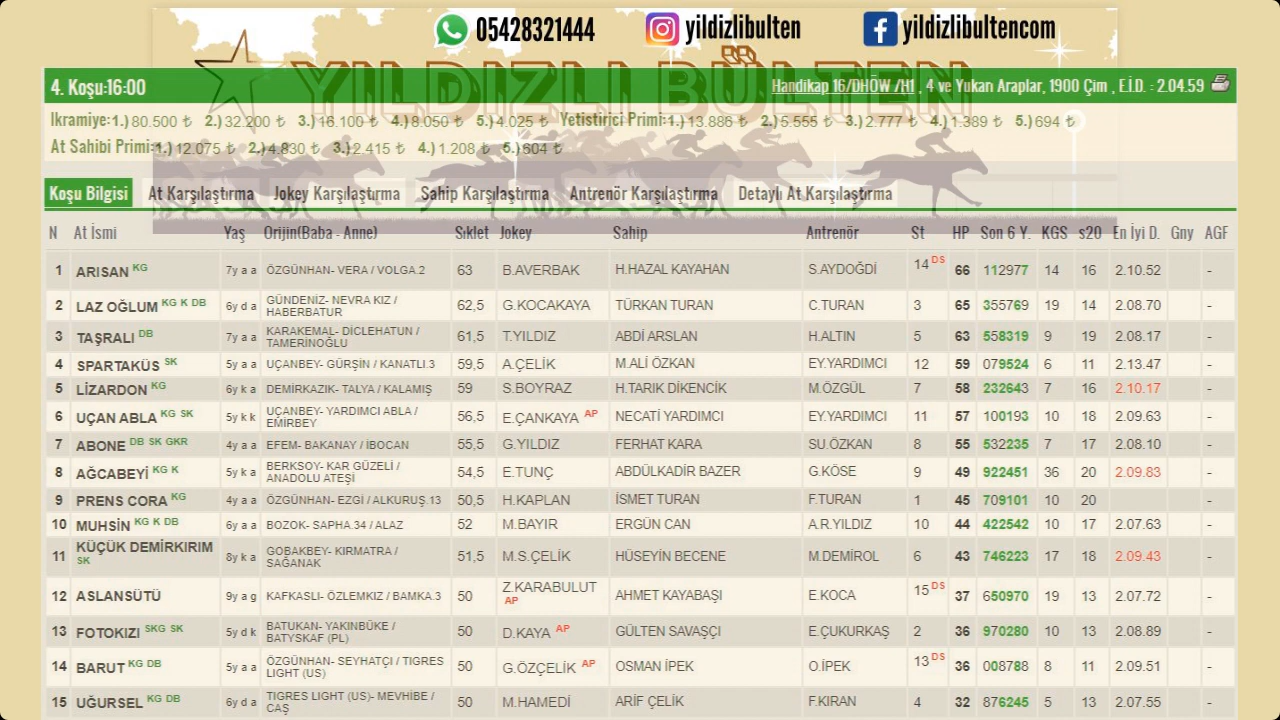 05428321444 yildizlibulten yildizlibultencom
YILDIZLI BÜLTEN
4. Koşu:16:00 Handikap 16/DHÖW /H1 , 4 ve Yukarı Araplar, 1900 Çim , E.İ.D. : 2.04.59
Ikramiye:1.) 80.500 ₺ 2.) 32.200 ₺ 3.) 16.100 ₺ 4.) 8.050 ₺ 5.) 4.025 ₺ Yetistirici Primi:1.) 13.886 ₺ 2.) 5.555 ₺ 3.) 2.777 ₺ 4.) 1.389 ₺ 5.) 694 ₺
At Sahibi Primi:1.) 12.075 ₺ 2.) 4.830 ₺ 3.) 2.415 ₺ 4.) 1.208 ₺ 5.) 604 ₺
Koşu Bilgisi At Karşılaştırma Jokey Karşılaştırma Sahip Karşılaştırma Antrenör Karşılaştırma Detaylı At Karşılaştırma
N At İsmi Yaş Orijin(Baba - Anne) Sıklet Jokey Sahip Antrenör St HP Son 6 Y. KGS s20 En İyi D. Gny AGF
1 ARISAN KG 7y a a ÖZGÜNHAN- VERA / VOLGA.2 63 B.AVERBAK H.HAZAL KAYAHAN S.AYDOĞDİ 14 DS 66 112977 14 16 2.10.52 -
2 LAZ OĞLUM KG K DB 6y d a GÜNDENİZ- NEVRA KIZ / HABERBATUR 62,5 G.KOCAKAYA TÜRKAN TURAN C.TURAN 3 65 355769 19 14 2.08.70 -
3 TAŞRALI DB 7y a a KARAKEMAL- DİCLEHATUN / TAMERİNOĞLU 61,5 T.YILDIZ ABDİ ARSLAN H.ALTIN 5 63 558319 9 19 2.08.17 -
4 SPARTAKÜS SK 5y a a UÇANBEY- GÜRŞİN / KANATLI.3 59,5 A.ÇELİK M.ALİ ÖZKAN EY.YARDIMCI 12 59 079524 6 11 2.13.47 -
5 LİZARDON KG 6y k a DEMİRKAZIK- TALYA / KALAMIŞ 59 S.BOYRAZ H.TARIK DİKENCİK M.ÖZGÜL 7 58 232643 7 16 2.10.17 -
6 UÇAN ABLA KG SK 5y k k UÇANBEY- YARDIMCI ABLA / EMİRBEY 56,5 E.ÇANKAYA AP NECATİ YARDIMCI EY.YARDIMCI 11 57 100193 10 18 2.09.63 -
7 ABONE DB SK GKR 4y a a EFEM- BAKANAY / İBOCAN 55,5 G.YILDIZ FERHAT KARA SU.ÖZKAN 8 55 532235 7 17 2.08.10 -
8 AĞCABEYİ KG K 5y k a BERKSOY- KAR GÜZELİ / ANADOLU ATEŞİ 54,5 E.TUNÇ ABDÜLKADİR BAZER G.KÖSE 9 49 922451 36 20 2.09.83 -
9 PRENS CORA KG 4y a a ÖZGÜNHAN- EZGİ / ALKURUŞ.13 50,5 H.KAPLAN İSMET TURAN F.TURAN 1 45 709101 10 20 -
10 MUHSİN KG K DB 6y a a BOZOK- SAPHA.34 / ALAZ 52 M.BAYIR ERGÜN CAN A.R.YILDIZ 10 44 422542 10 17 2.07.63 -
11 KÜÇÜK DEMİRKIRIM SK 8y k a GOBAKBEY- KIRMATRA / SAĞANAK 51,5 M.S.ÇELİK HÜSEYİN BECENE M.DEMİROL 6 43 746223 17 18 2.09.43 -
12 ASLANSÜTÜ 9y a g KAFKASLI- ÖZLEMKIZ / BAMKA.3 50 Z.KARABULUT AP AHMET KAYABAŞI E.KOCA 15 DS 37 650970 19 13 2.07.72 -
13 FOTOKIZI SKG SK 5y d k BATUKAN- YAKINBÜKE / BATYSKAF (PL) 50 D.KAYA AP GÜLTEN SAVAŞÇI E.ÇUKURKAŞ 2 36 970280 10 13 2.08.89 -
14 BARUT KG DB 5y a a ÖZGÜNHAN- SEYHATÇI / TIGRES LIGHT (US) 50 G.ÖZÇELİK AP OSMAN İPEK O.İPEK 13 DS 36 008788 8 11 2.09.51 -
15 UĞURSEL KG DB 6y d a TIGRES LIGHT (US)- MEVHİBE / CAŞ 50 M.HAMEDİ ARİF ÇELİK F.KIRAN 4 32 876245 5 13 2.07.55 -